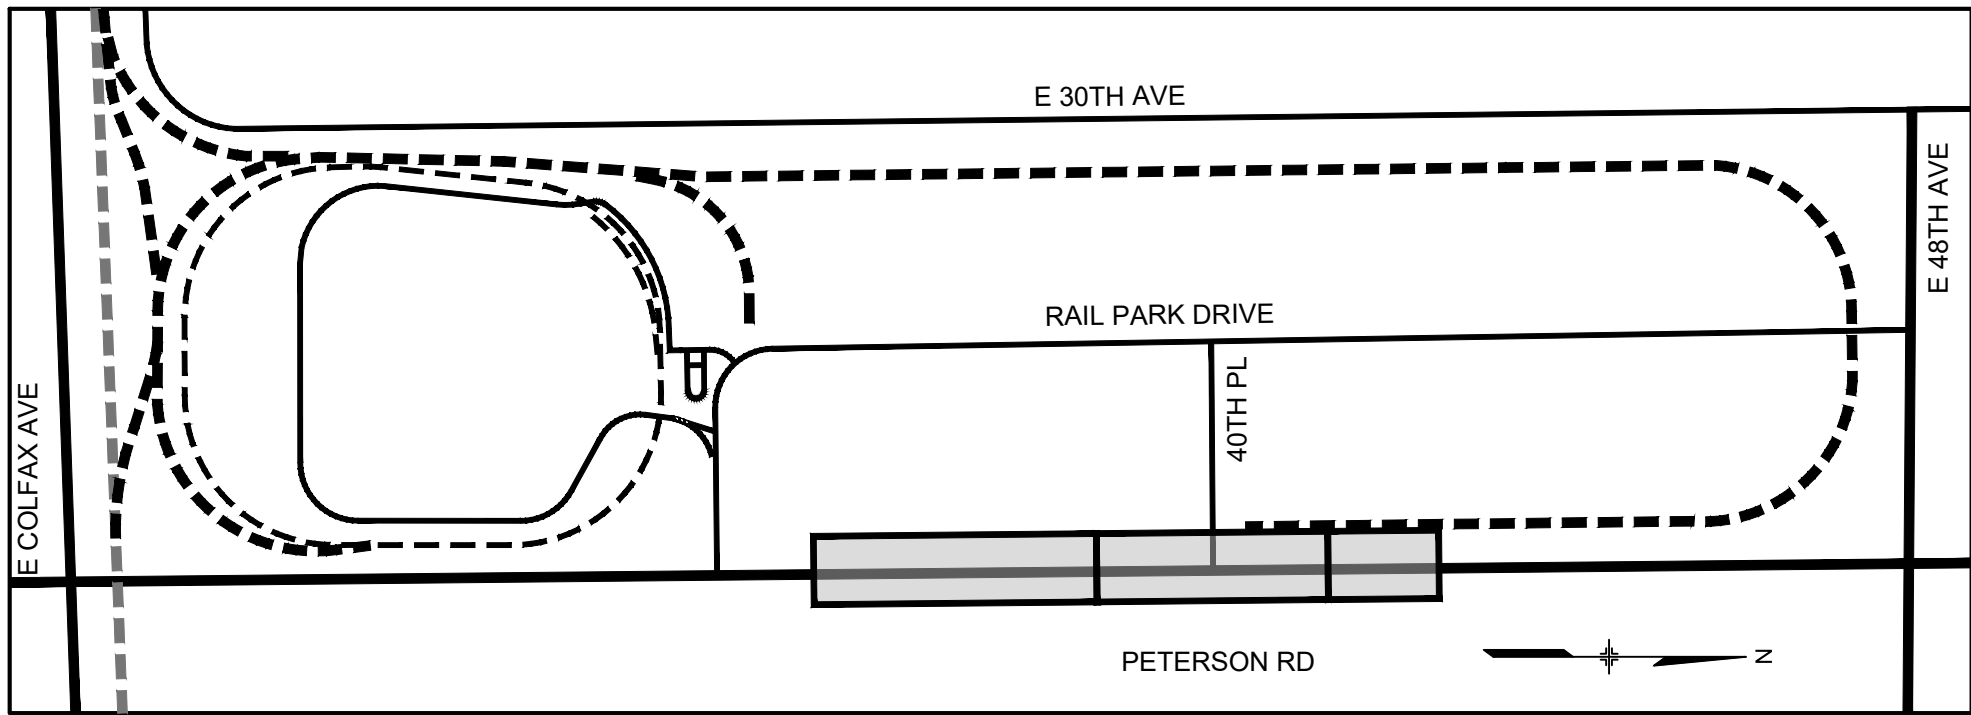 E 30TH AVE
E 48TH AVE
RAIL PARK DRIVE
40TH PL
E COLFAX AVE
PETERSON RD
N